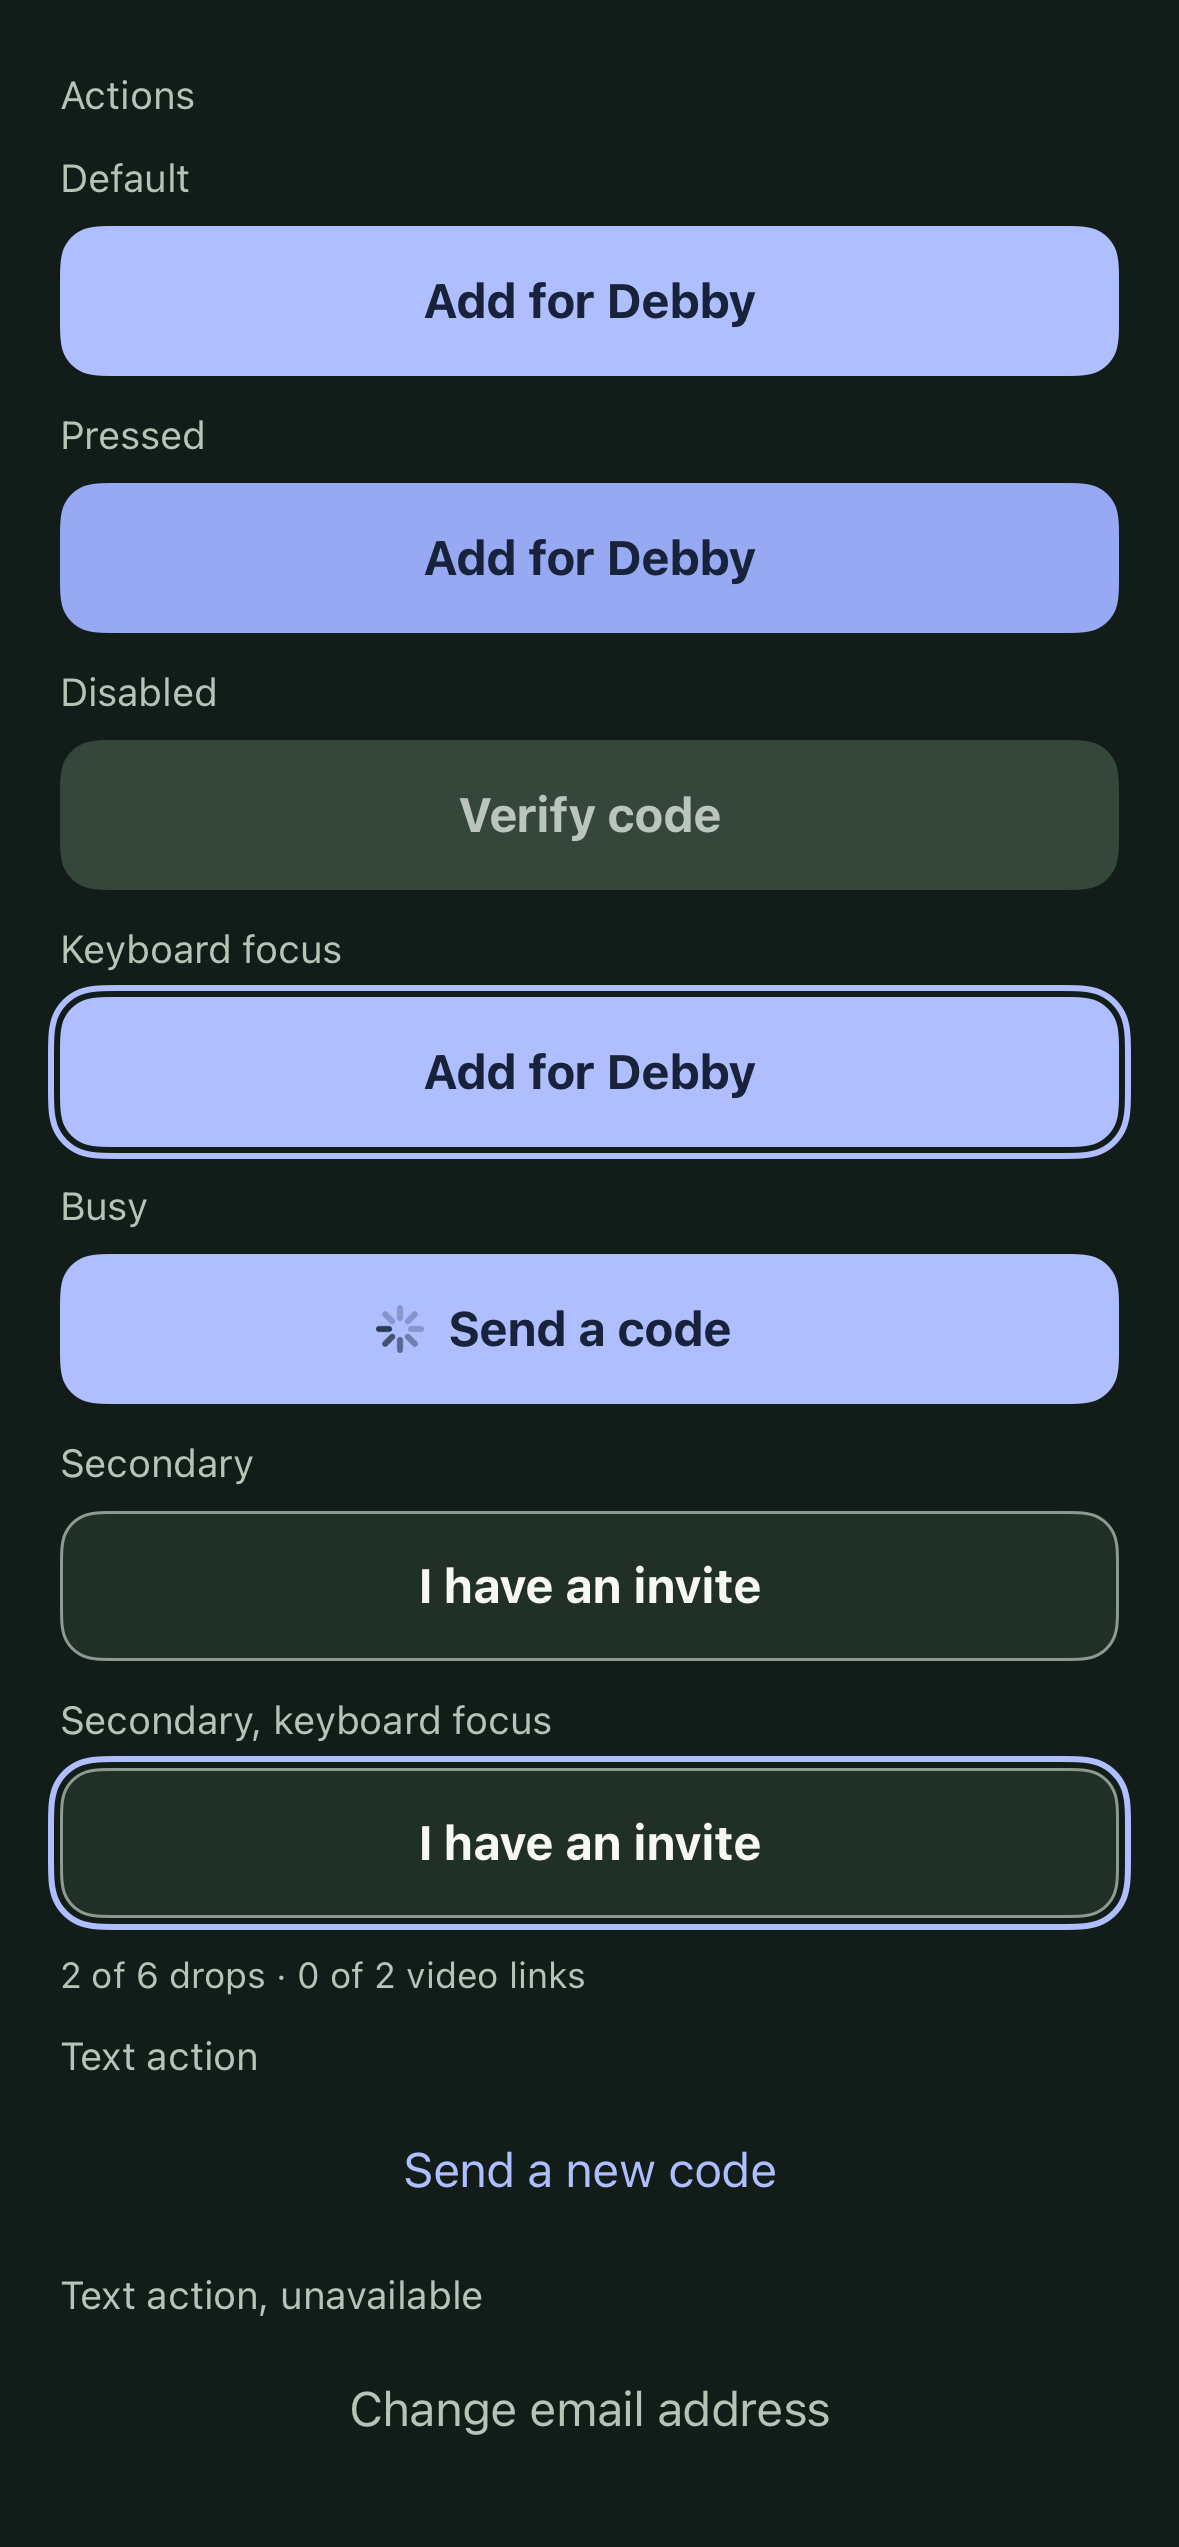 Actions
Default
Add for Debby
Pressed
Add for Debby
Disabled
Verify code
Keyboard focus
Add for Debby
Busy
Send a code
Secondary
I have an invite
Secondary, keyboard focus
I have an invite
2 of 6 drops · 0 of 2 video links
Text action
Send a new code
Text action, unavailable
Change email address